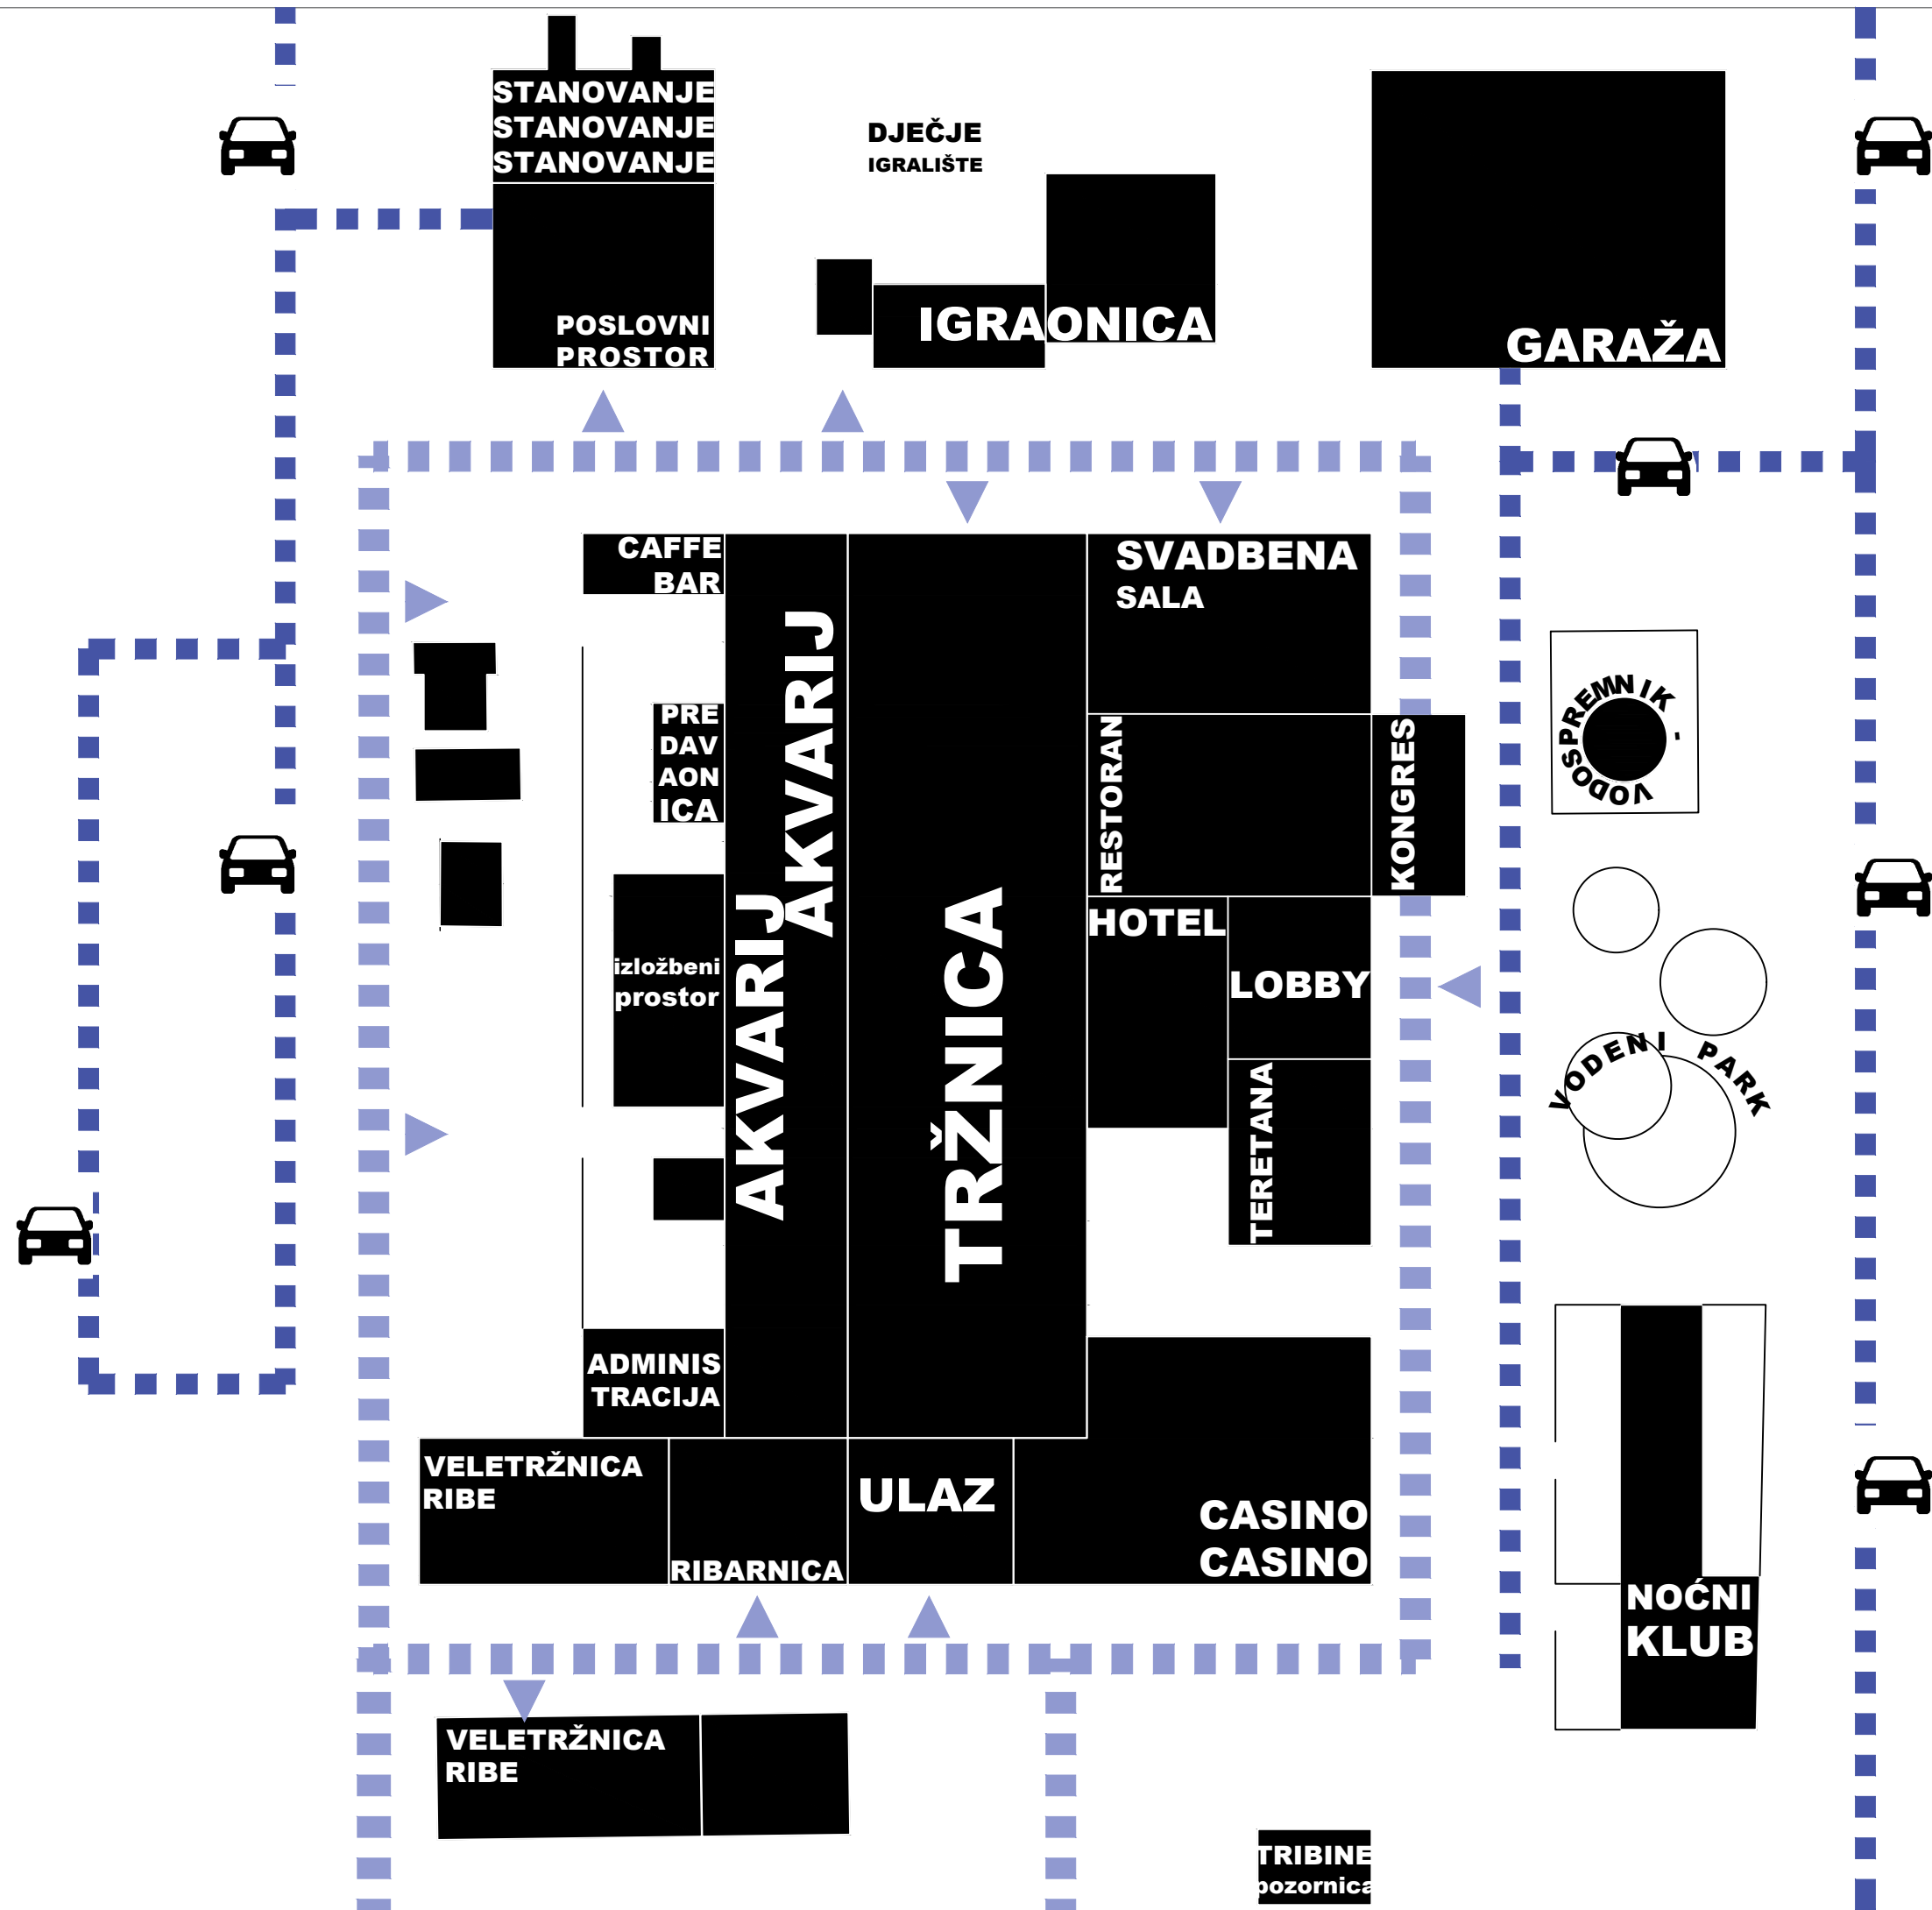 STANOVANJE
STANOVANJE
STANOVANJE
POSLOVNI
PROSTOR
DJEČJE
IGRALIŠTE
IGRAONICA
GARAŽA
CAFFE
BAR
AKVARIJ
AKVARIJ
TRŽNICA
SVADBENA
SALA
PRE
DAV
AON
ICA
RESTORAN
KONGRES
VODOSPREMNIK -
izložbeni
prostor
HOTEL
LOBBY
TERETANA
VODENI PARK
ADMINIS
TRACIJA
VELETRŽNICA
RIBE
RIBARNICA
ULAZ
CASINO
CASINO
NOĆNI
KLUB
VELETRŽNICA
RIBE
TRIBINE
pozornica